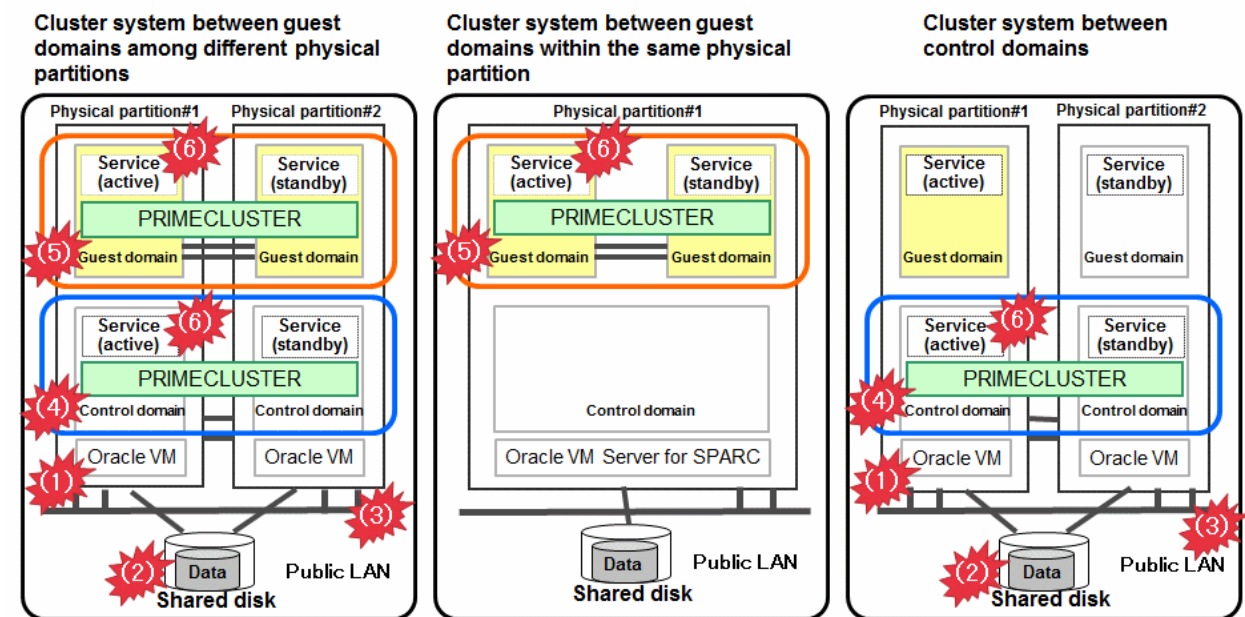 Cluster system between guest
domains among different physical
partitions
Physical partition#1
Physical partition#2
(6)
Service
(active)
Service
(standby)
PRIMECLUSTER
(5)
Guest domain
Guest domain
(6)
Service
(active)
Service
(standby)
PRIMECLUSTER
(4)
Control domain
Control domain
(1)
Oracle VM
Oracle VM
(3)
(2)
Data
Public LAN
Shared disk
Cluster system between guest
domains within the same physical
partition
Physical partition#1
(6)
Service
(active)
Service
(standby)
PRIMECLUSTER
(5)
Guest domain
Guest domain
Control domain
Oracle VM Server for SPARC
Data
Public LAN
Shared disk
Cluster system between
control domains
Physical partition#1
Physical partition#2
Service
(active)
Service
(standby)
Guest domain
Guest domain
(6)
Service
(active)
Service
(standby)
PRIMECLUSTER
(4)
Control domain
Control domain
(1)
Oracle VM
Oracle VM
(3)
(2)
Data
Public LAN
Shared disk